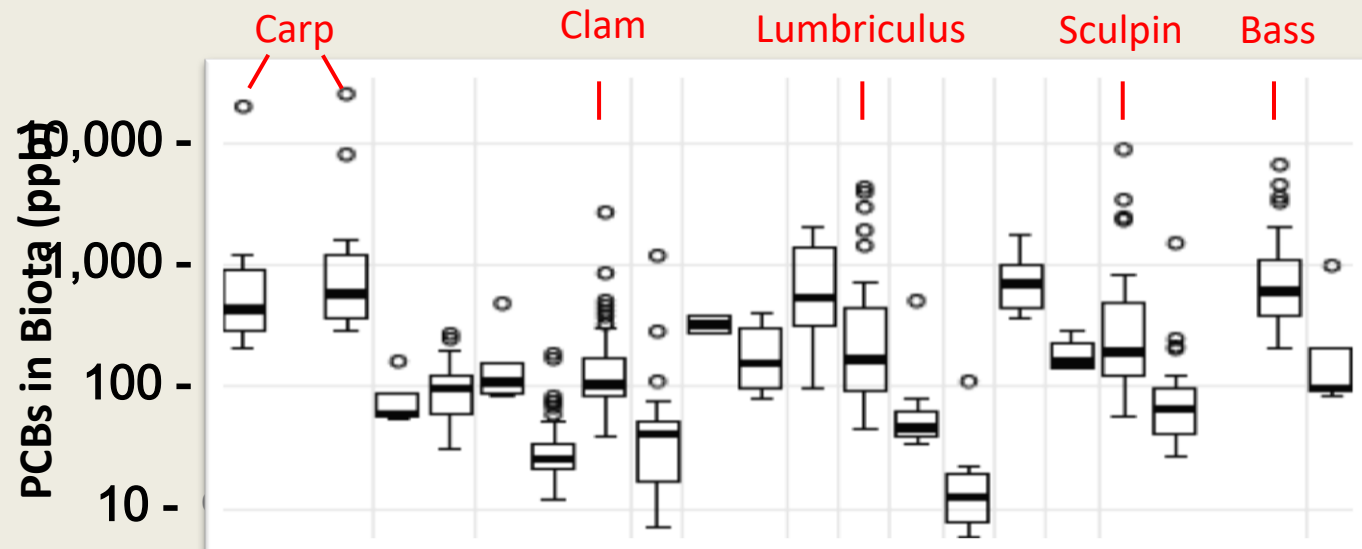 Carp Clam Lumbriculus Sculpin Bass
PCBs in Biota (ppb)
10,000 -
1,000 -
100 -
10 -